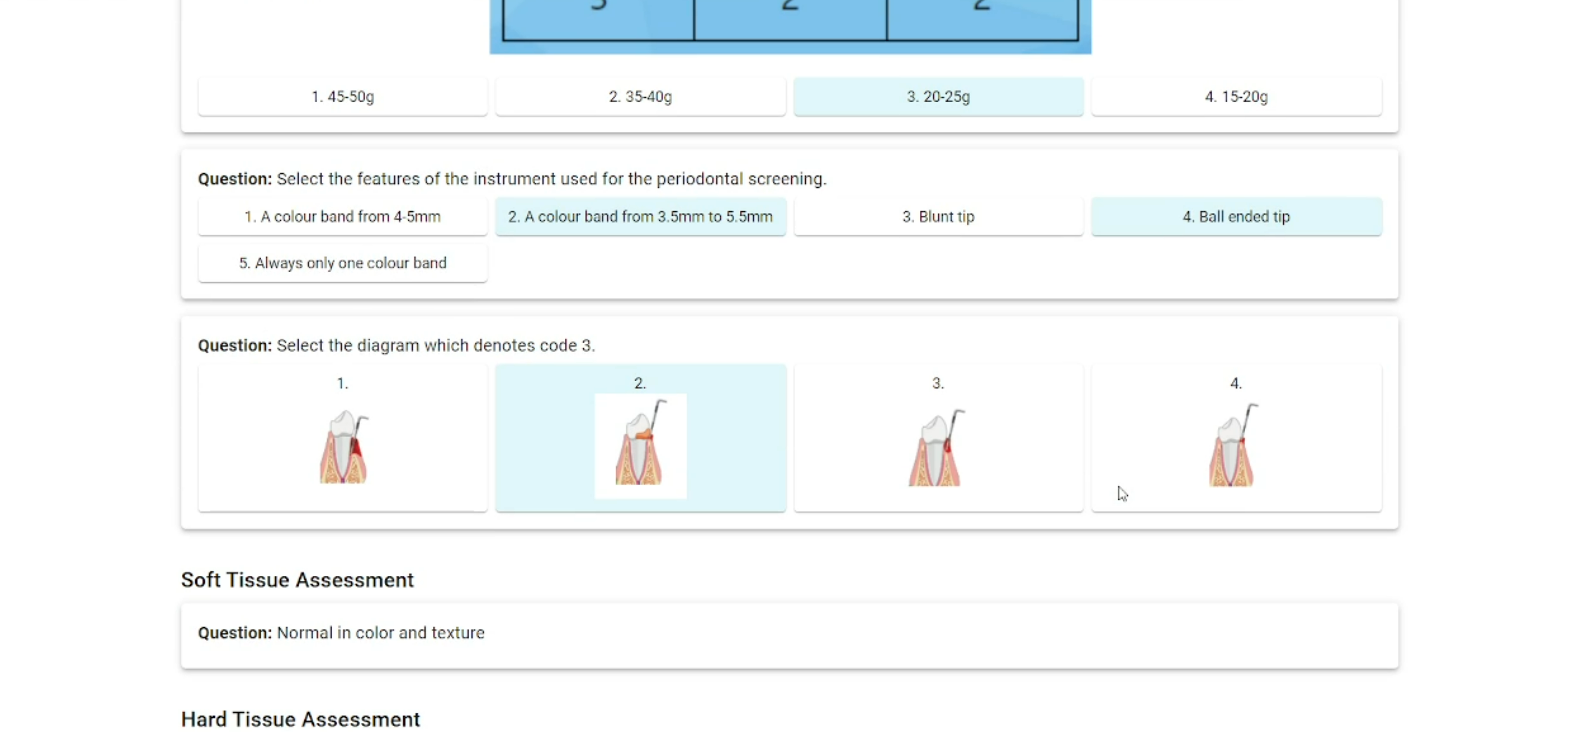 1. 45-50g
2. 35-40g
3. 20-25g
4. 15-20g
Question: Select the features of the instrument used for the periodontal screening.
1. A colour band from 4-5mm
2. A colour band from 3.5mm to 5.5mm
3. Blunt tip
4. Ball ended tip
5. Always only one colour band
Question: Select the diagram which denotes code 3.
1.
2.
3.
4.
Soft Tissue Assessment
Question: Normal in color and texture
Hard Tissue Assessment